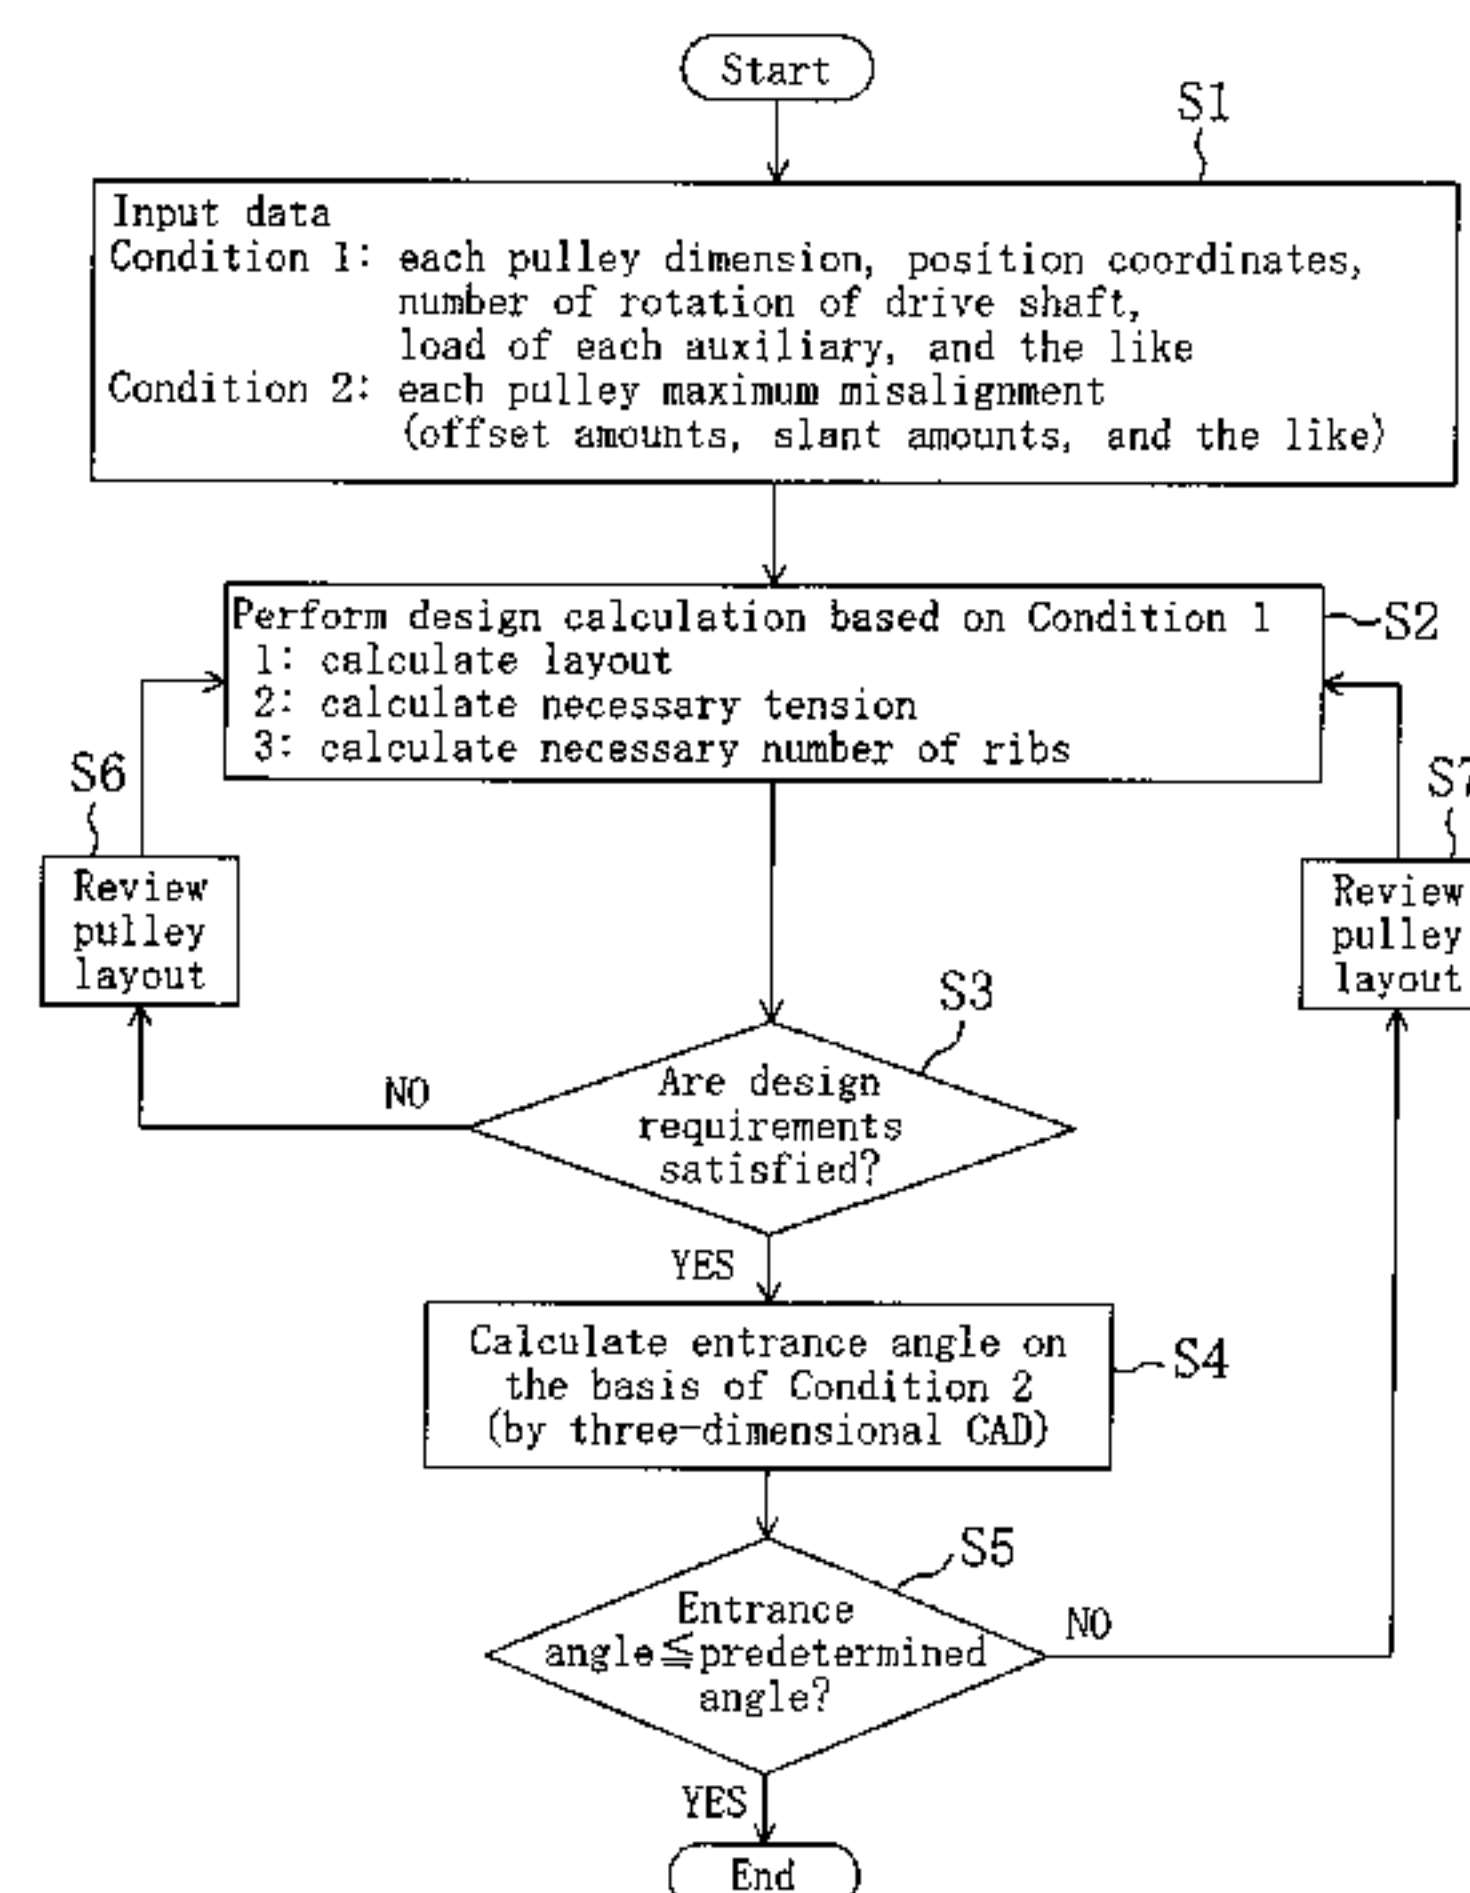 Start
S1
Input data
Condition 1: each pulley dimension, position coordinates,
number of rotation of drive shaft,
load of each auxiliary, and the like
Condition 2: each pulley maximum misalignment
(offset amounts, slant amounts, and the like)
Perform design calculation based on Condition 1
1: calculate layout
2: calculate necessary tension
3: calculate necessary number of ribs
S2
S6
S7
Review
pulley
layout
Review
pulley
layout
S3
Are design
requirements
satisfied?
NO
YES
Calculate entrance angle on
the basis of Condition 2
(by three-dimensional CAD)
S4
S5
Entrance
angle≦predetermined
angle?
NO
YES
End